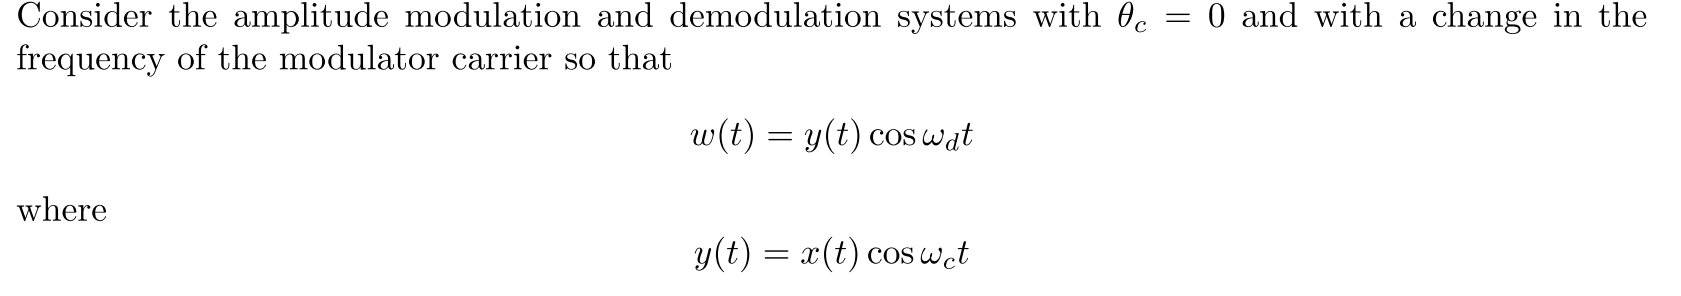 Consider the amplitude modulation and demodulation systems with θ_c = 0 and with a change in the
frequency of the modulator carrier so that
w(t) = y(t) cos ω_d t
where
y(t) = x(t) cos ω_c t